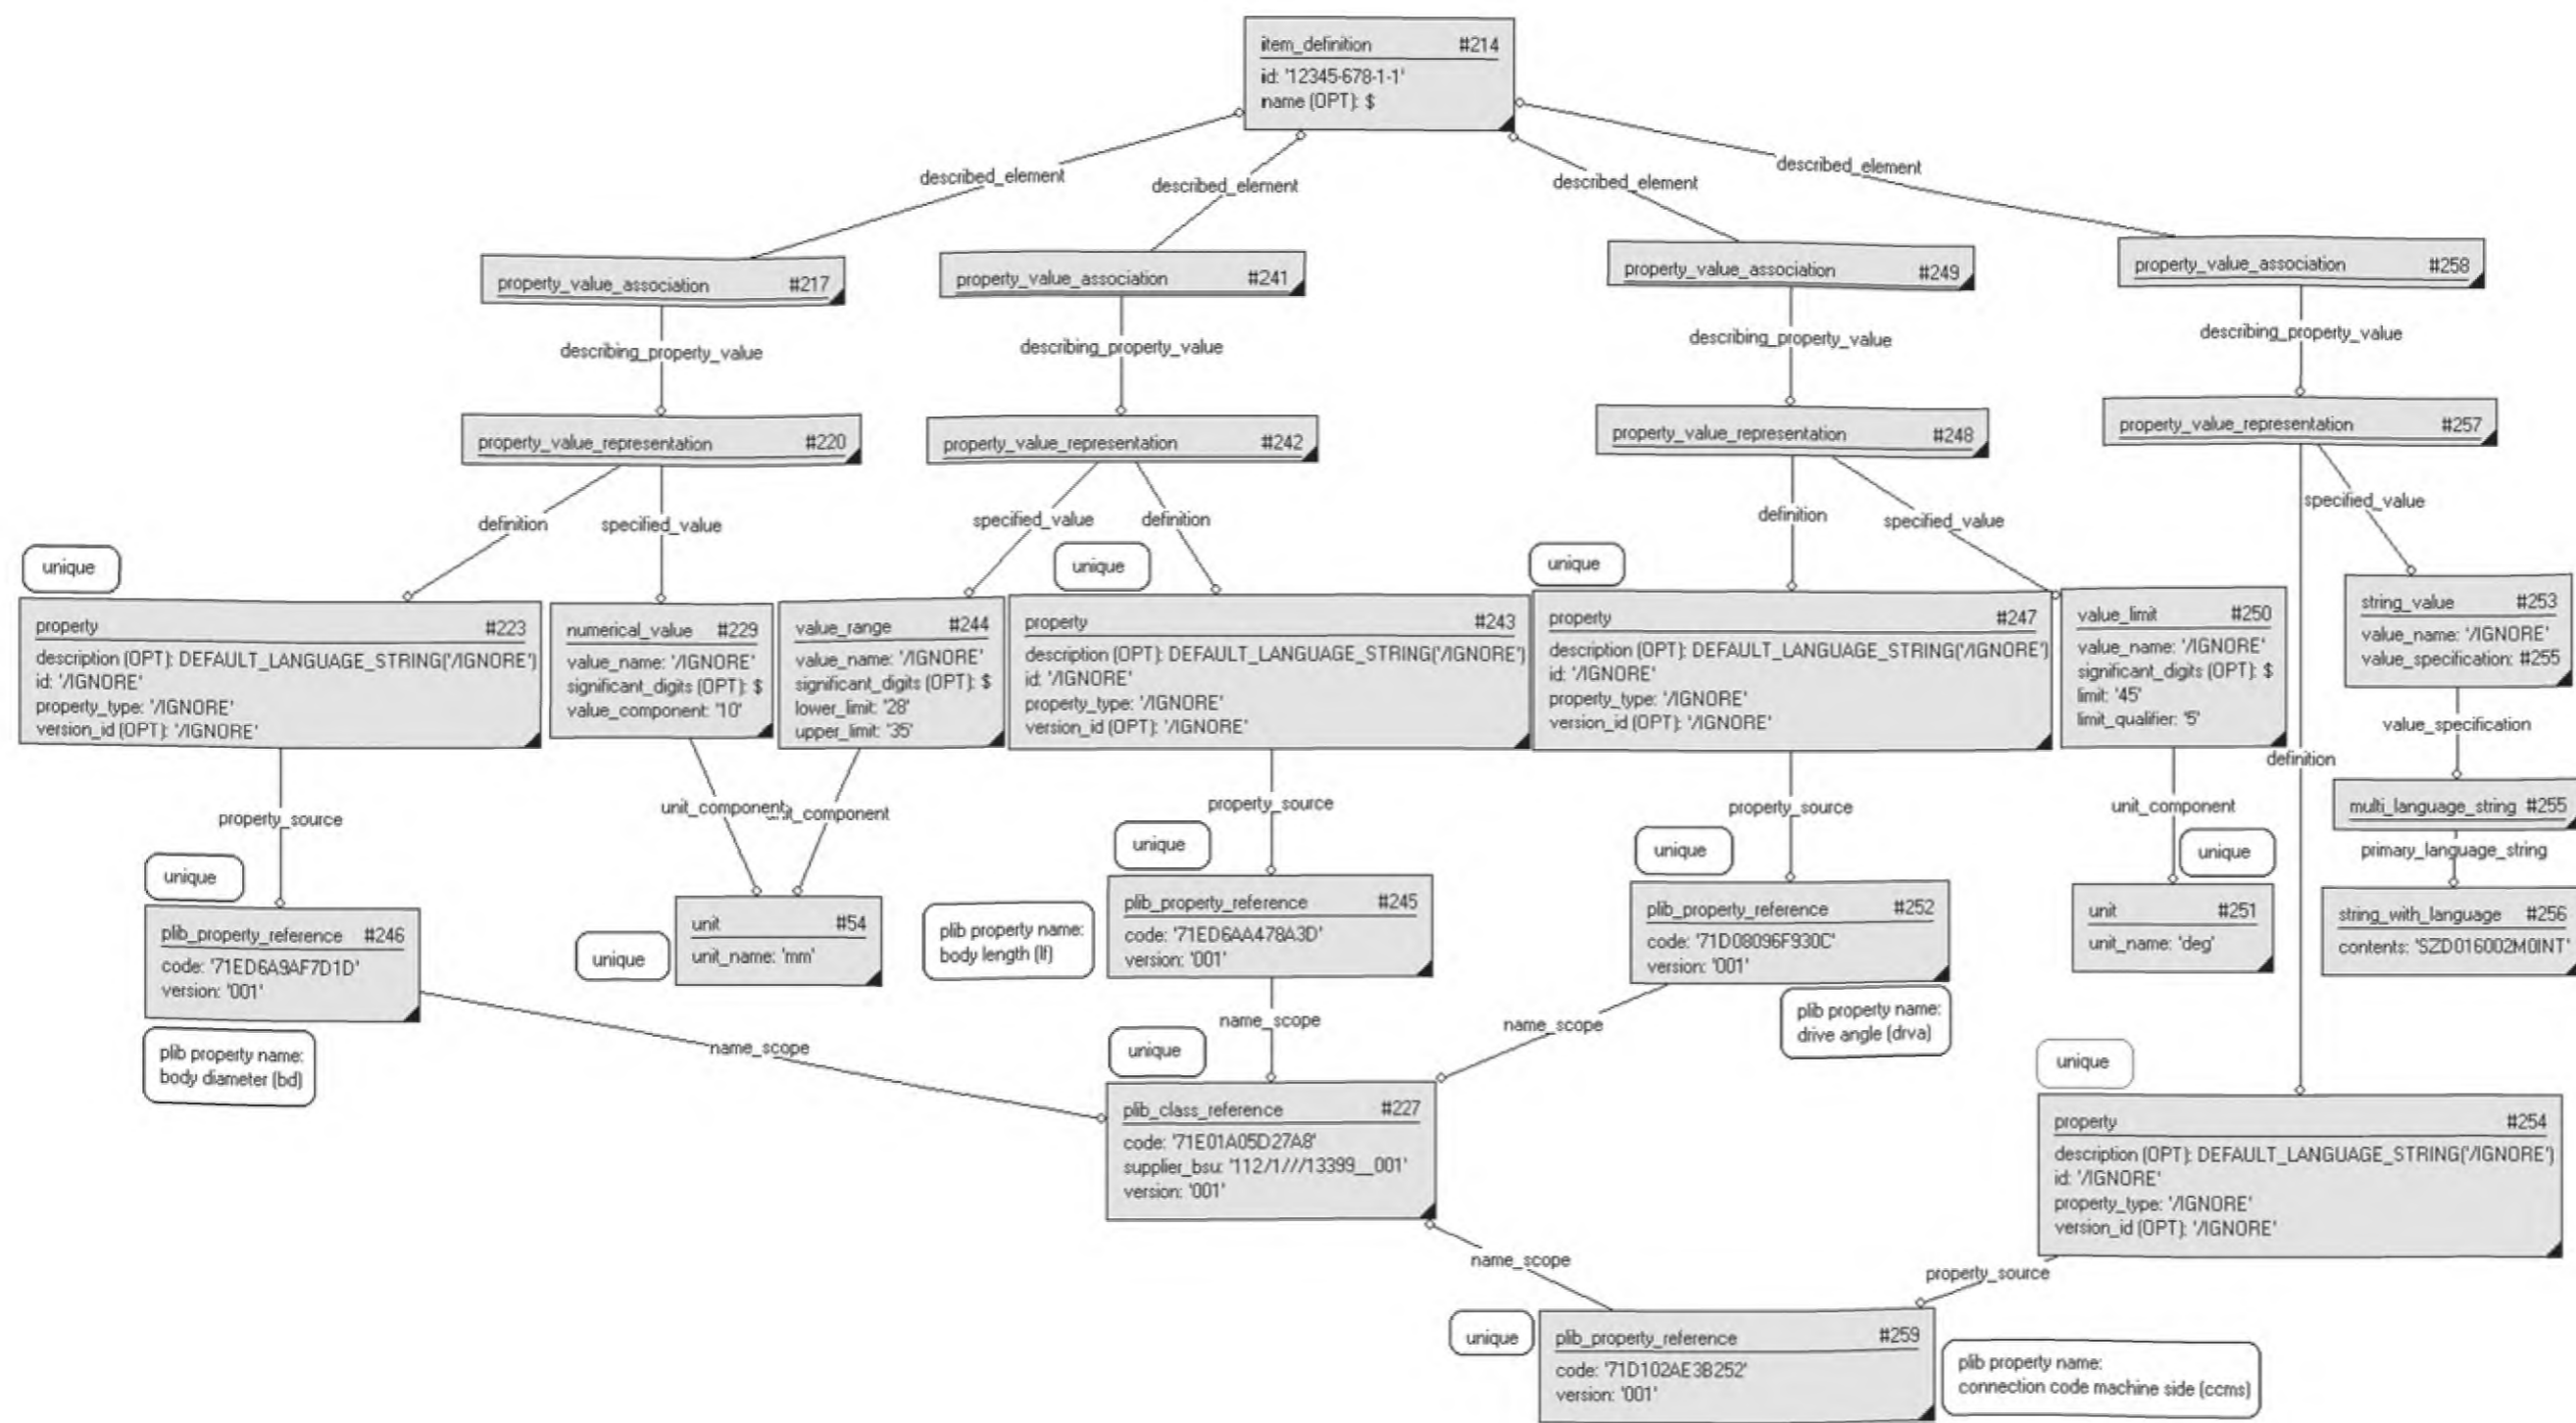 item_definition #214
id: '12345-678-1-1'
name (OPT): $
described_element
described_element
described_element
described_element
property_value_association #217
property_value_association #241
property_value_association #249
property_value_association #258
describing_property_value
describing_property_value
describing_property_value
describing_property_value
property_value_representation #220
property_value_representation #242
property_value_representation #248
property_value_representation #257
definition
specified_value
specified_value
definition
definition
specified_value
specified_value
unique
property #223
description (OPT): DEFAULT_LANGUAGE_STRING('/IGNORE')
id: '/IGNORE'
property_type: '/IGNORE'
version_id (OPT): '/IGNORE'
numerical_value #229
value_name: '/IGNORE'
significant_digits (OPT): $
value_component: '10'
value_range #244
value_name: '/IGNORE'
significant_digits (OPT): $
lower_limit: '28'
upper_limit: '35'
unique
property #243
description (OPT): DEFAULT_LANGUAGE_STRING('/IGNORE')
id: '/IGNORE'
property_type: '/IGNORE'
version_id (OPT): '/IGNORE'
unique
property #247
description (OPT): DEFAULT_LANGUAGE_STRING('/IGNORE')
id: '/IGNORE'
property_type: '/IGNORE'
version_id (OPT): '/IGNORE'
value_limit #250
value_name: '/IGNORE'
significant_digits (OPT): $
limit: '45'
limit_qualifier: '5'
string_value #253
value_name: '/IGNORE'
value_specification: #255
value_specification
definition
property_source
unit_component
unit_component
property_source
property_source
unit_component
multi_language_string #255
primary_language_string
string_with_language #256
contents: 'SZD016002M0INT'
unique
plib_property_reference #246
code: '71ED6A9AF7D1D'
version: '001'
plib property name:
body diameter (bd)
unique
unit #54
unit_name: 'mm'
plib property name:
body length (lf)
unique
plib_property_reference #245
code: '71ED6AA478A3D'
version: '001'
unique
plib_property_reference #252
code: '71D08096F930C'
version: '001'
plib property name:
drive angle (drva)
unique
unit #251
unit_name: 'deg'
name_scope
name_scope
name_scope
unique
plib_class_reference #227
code: '71E01A05D27A8'
supplier_bsu: '112/1///13399__001'
version: '001'
unique
property #254
description (OPT): DEFAULT_LANGUAGE_STRING('/IGNORE')
id: '/IGNORE'
property_type: '/IGNORE'
version_id (OPT): '/IGNORE'
name_scope
property_source
unique
plib_property_reference #259
code: '71D102AE3B252'
version: '001'
plib property name:
connection code machine side (ccms)